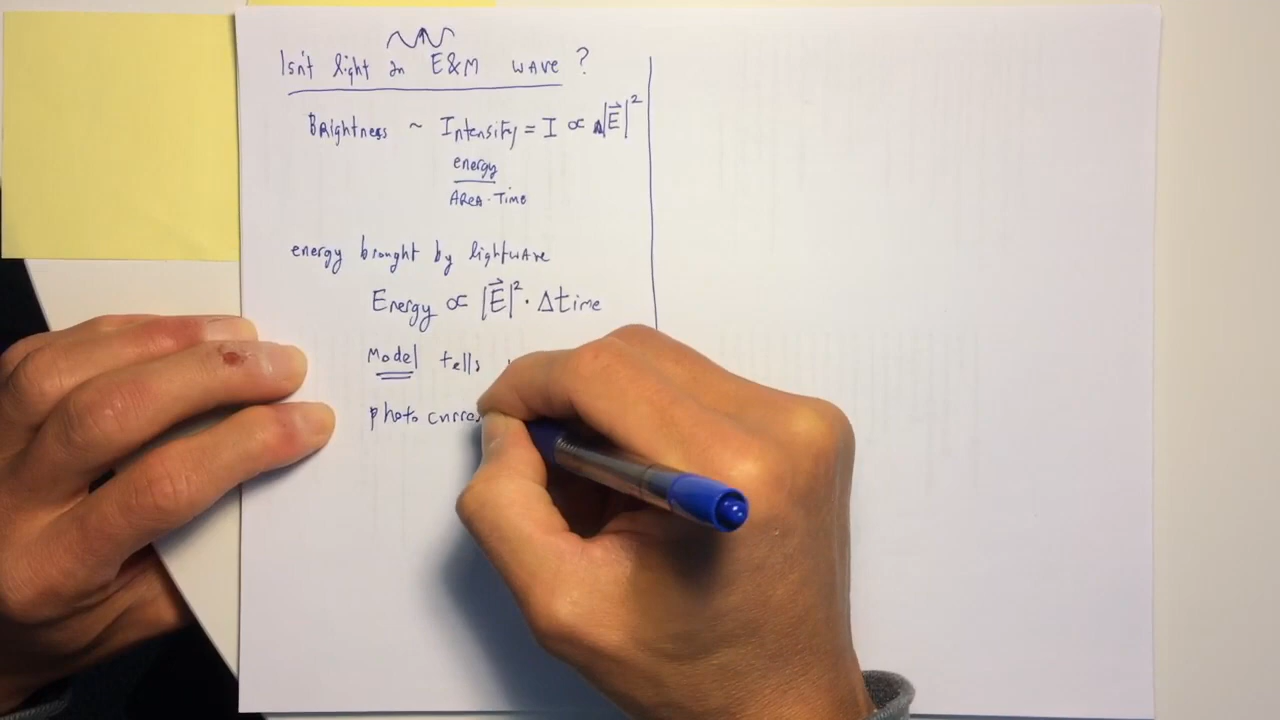 Isn't light an E&M wave ?
Brightness ~ Intensity = I ∝ |E⃗|²
energy
Area · Time
energy brought by lightwave
Energy ∝ |E⃗|² · Δtime
Model tells
photo